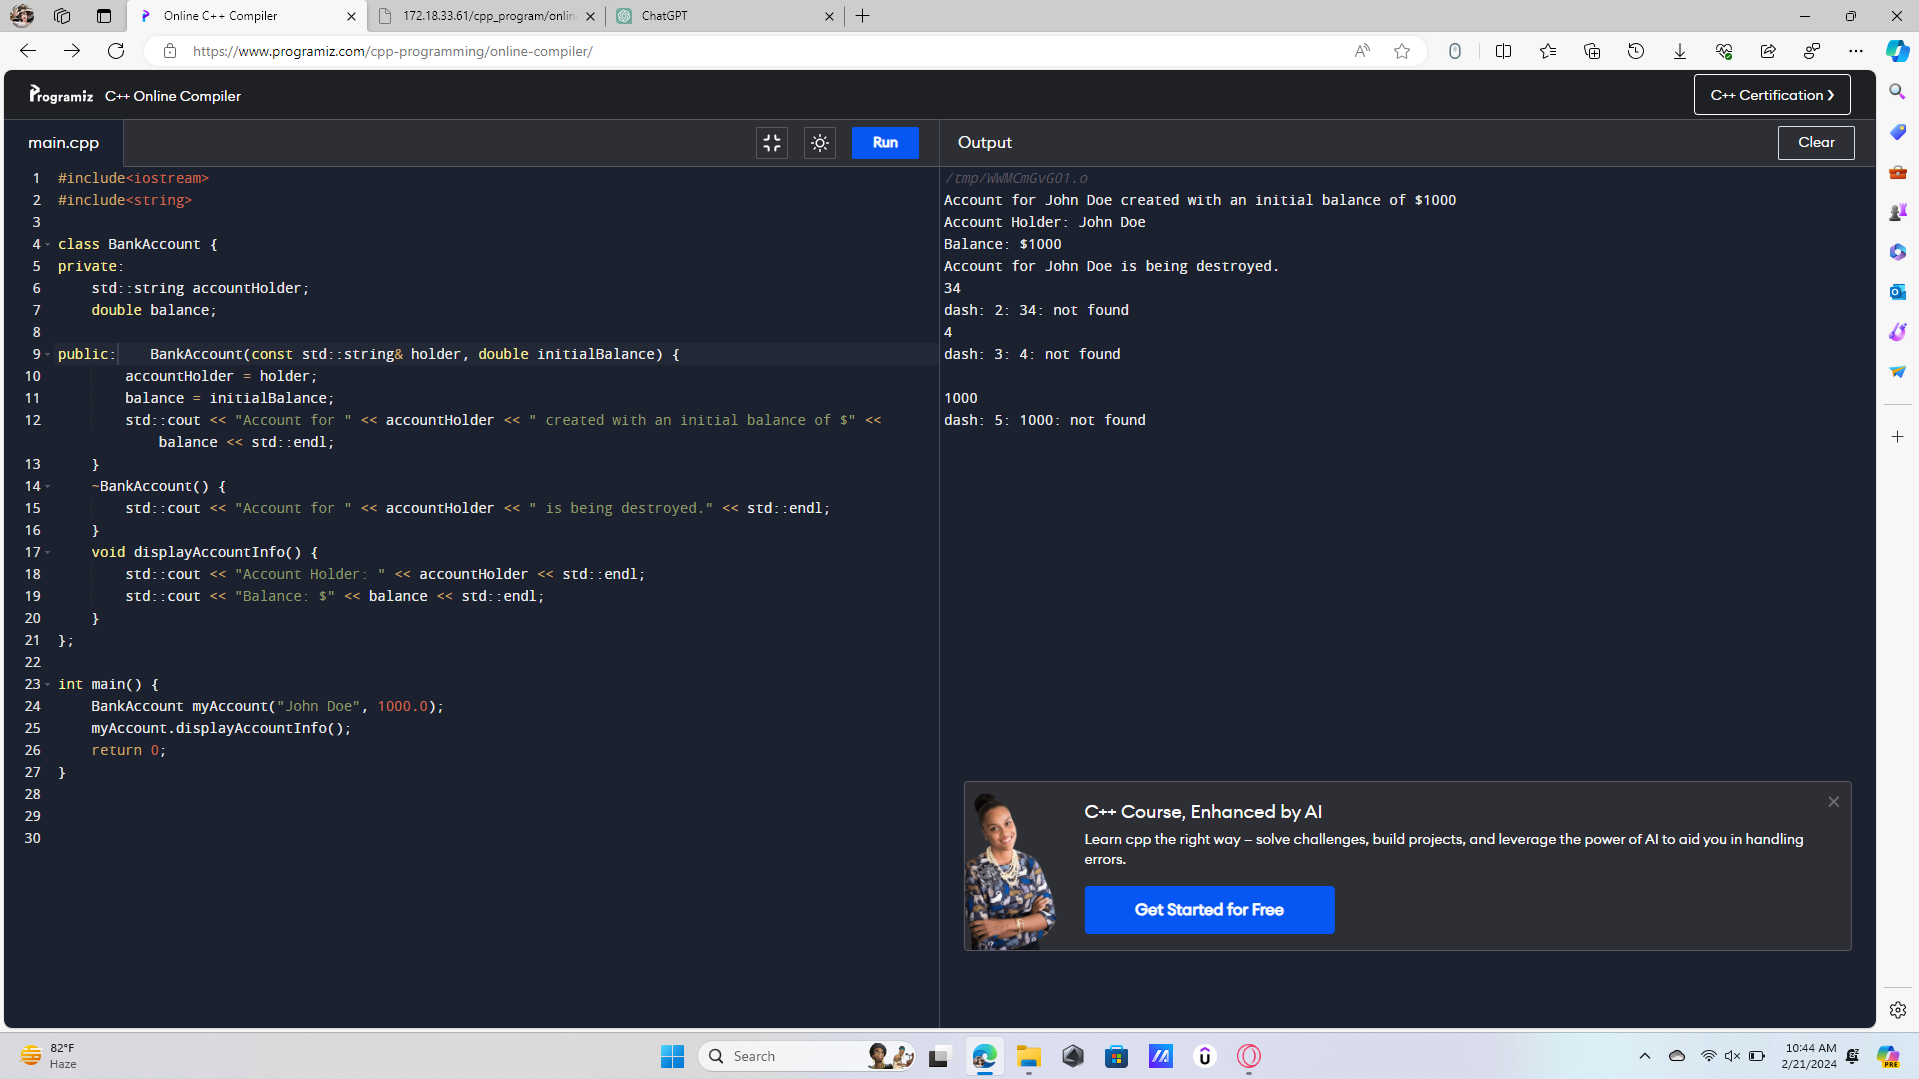 Online C++ Compiler
172.18.33.61/cpp_program/onlin
ChatGPT
https://www.programiz.com/cpp-programming/online-compiler/
Programiz C++ Online Compiler
C++ Certification ❯
main.cpp
Run
Output
Clear
1 #include<iostream>
2 #include<string>
3
4 class BankAccount {
5 private:
6     std::string accountHolder;
7     double balance;
8
9 public:    BankAccount(const std::string& holder, double initialBalance) {
10         accountHolder = holder;
11         balance = initialBalance;
12         std::cout << "Account for " << accountHolder << " created with an initial balance of $" <<
            balance << std::endl;
13     }
14     ~BankAccount() {
15         std::cout << "Account for " << accountHolder << " is being destroyed." << std::endl;
16     }
17     void displayAccountInfo() {
18         std::cout << "Account Holder: " << accountHolder << std::endl;
19         std::cout << "Balance: $" << balance << std::endl;
20     }
21 };
22
23 int main() {
24     BankAccount myAccount("John Doe", 1000.0);
25     myAccount.displayAccountInfo();
26     return 0;
27 }
28
29
30
/tmp/WWMCmGvGO1.o
Account for John Doe created with an initial balance of $1000
Account Holder: John Doe
Balance: $1000
Account for John Doe is being destroyed.
34
dash: 2: 34: not found
4
dash: 3: 4: not found
1000
dash: 5: 1000: not found
C++ Course, Enhanced by AI
Learn cpp the right way – solve challenges, build projects, and leverage the power of AI to aid you in handling
errors.
Get Started for Free
82°F
Haze
Search
10:44 AM
2/21/2024
PRE